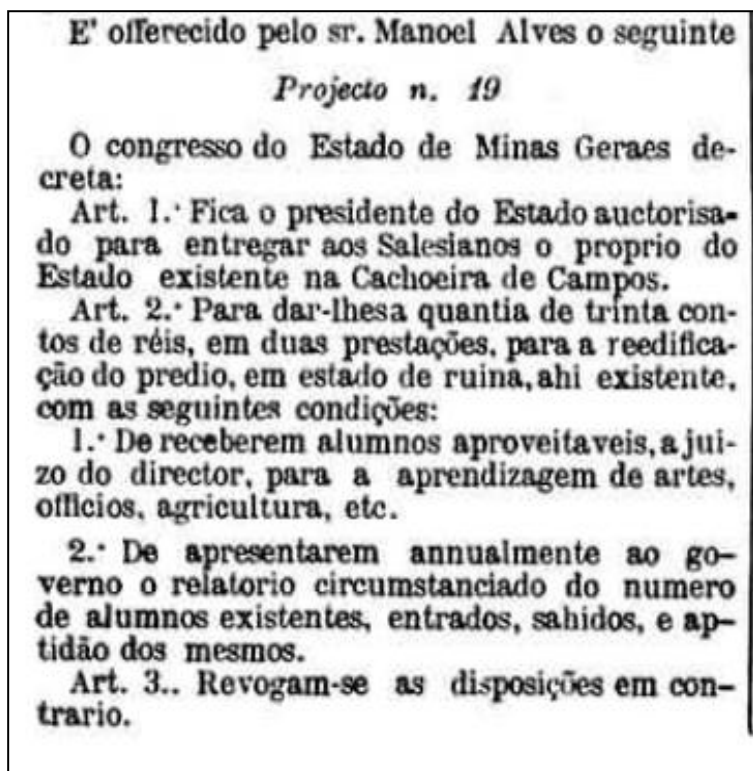 E' offerecido pelo sr. Manoel Alves o seguinte
Projecto n. 19
O congresso do Estado de Minas Geraes de-
creta:
Art. 1.· Fica o presidente do Estado auctorisa-
do para entregar aos Salesianos o proprio do
Estado existente na Cachoeira de Campos.
Art. 2.· Para dar-lhesa quantia de trinta con-
tos de réis, em duas prestações, para a reedifica-
ção do predio, em estado de ruina, ahi existente,
com as seguintes condições:
1.· De receberem alumnos aproveitaveis, a jui-
zo do director, para a aprendizagem de artes,
officios, agricultura, etc.
2.· De apresentarem annualmente ao go-
verno o relatorio circumstanciado do numero
de alumnos existentes, entrados, sahidos, e ap-
tidão dos mesmos.
Art. 3.. Revogam-se as disposições em con-
trario.